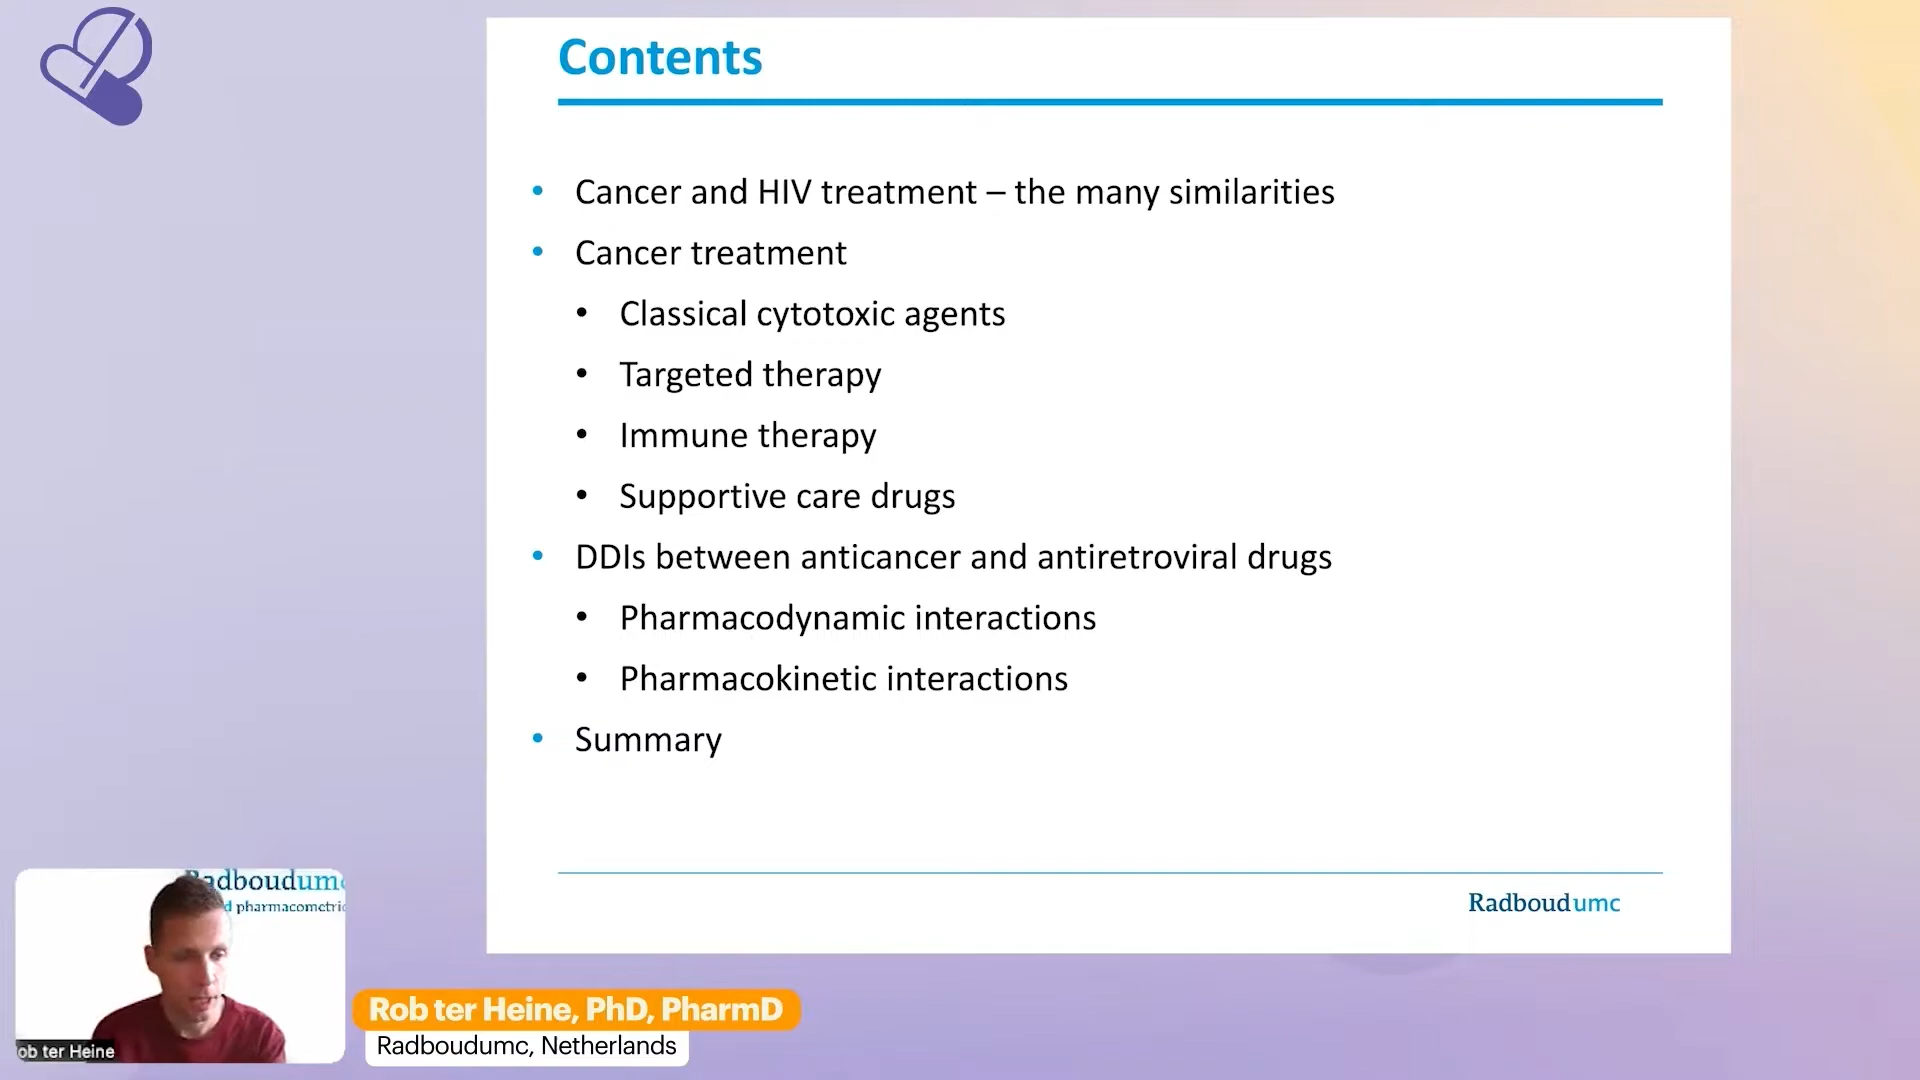 Contents
Cancer and HIV treatment – the many similarities
Cancer treatment
Classical cytotoxic agents
Targeted therapy
Immune therapy
Supportive care drugs
DDIs between anticancer and antiretroviral drugs
Pharmacodynamic interactions
Pharmacokinetic interactions
Summary
Radboudumc
Radboudumc
pharmacometric
ob ter Heine
Rob ter Heine, PhD, PharmD
Radboudumc, Netherlands